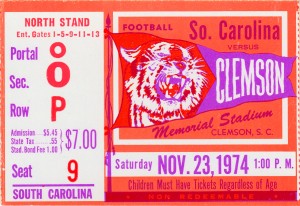 NORTH STAND
Ent. Gates 1-5-9-11-13
Portal O
Sec.
Row P
Admission $5.45
State Tax .55
Stad. Bond Fee 1.00
$7.00
Seat 9
SOUTH CAROLINA
FOOTBALL
So. Carolina
VERSUS
CLEMSON
Memorial Stadium
CLEMSON, S. C.
Saturday NOV. 23, 1974 1:00 P. M.
Children Must Have Tickets Regardless of Age
NON REDEEMABLE